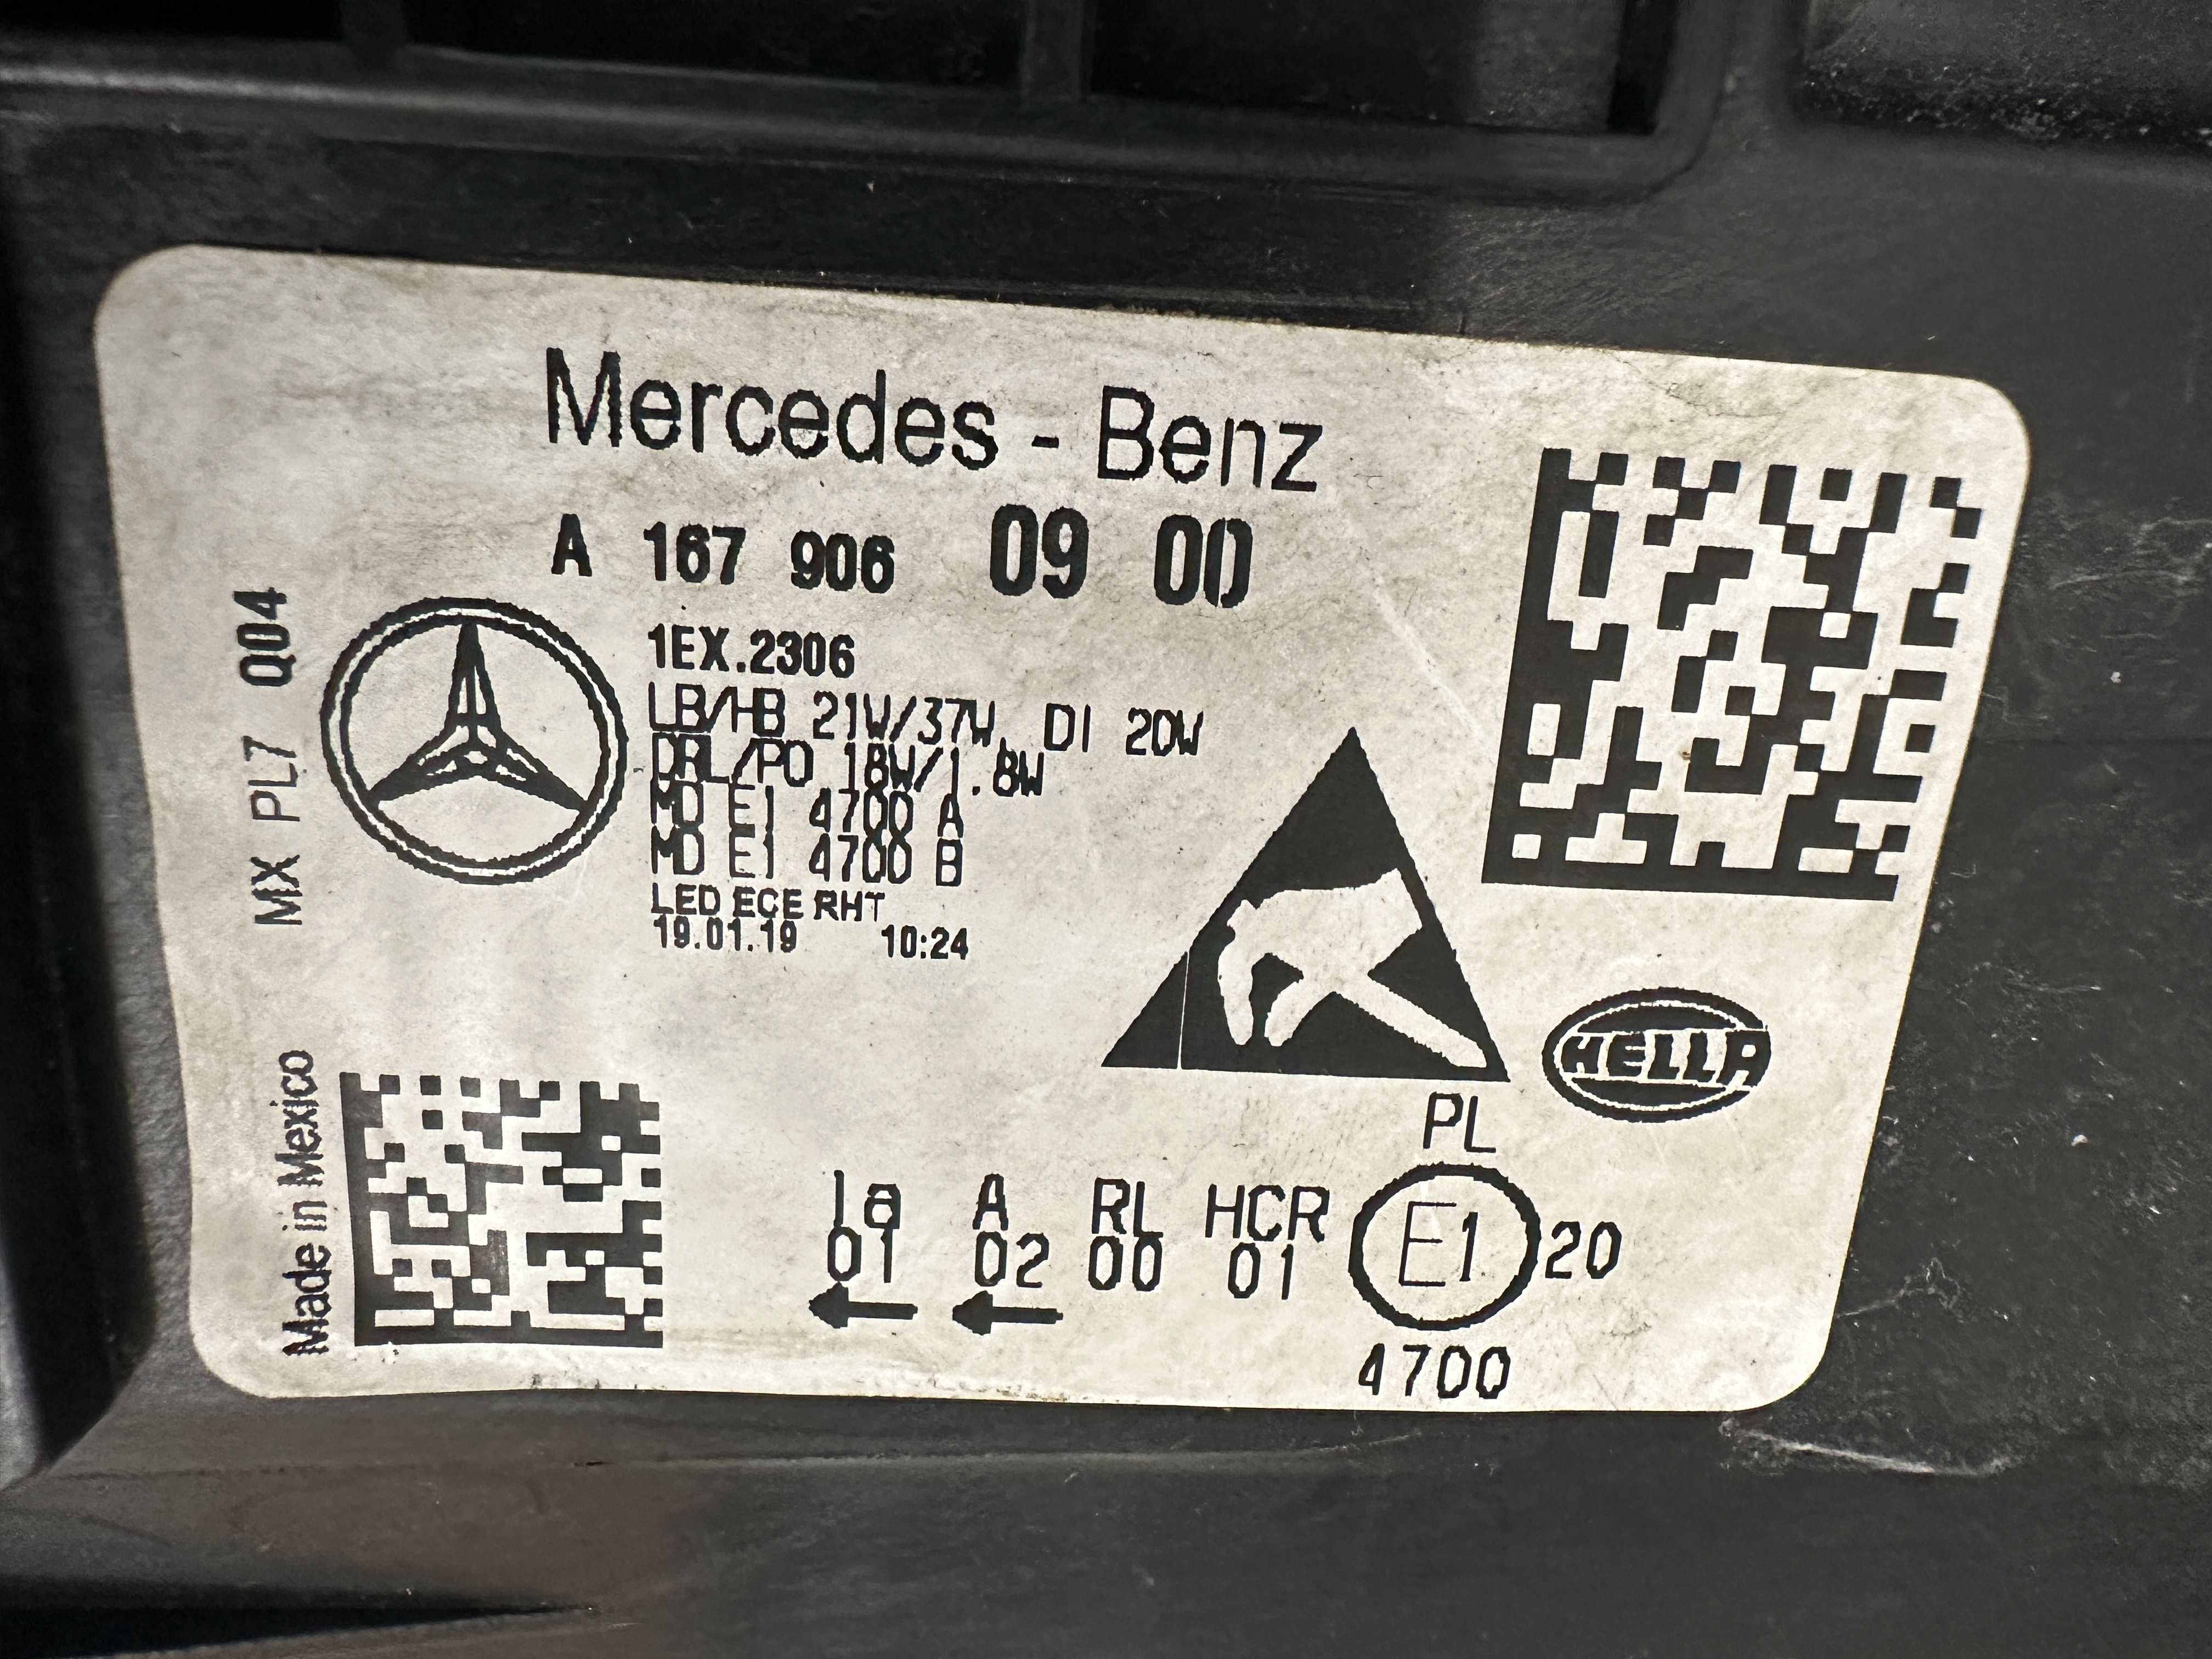 Mercedes - Benz
A 167 906 09 00
MX PL7 Q04
1EX.2306
LB/HB 21W/37W, DI 20W
DRL/PO 18W/1.8W
MD E1 4700 A
MD E1 4700 B
LED ECE RHT
19.01.19 10:24
HELLA
Made in Mexico
PL
1a A RL HCR E1 20
01 02 00 01
4700